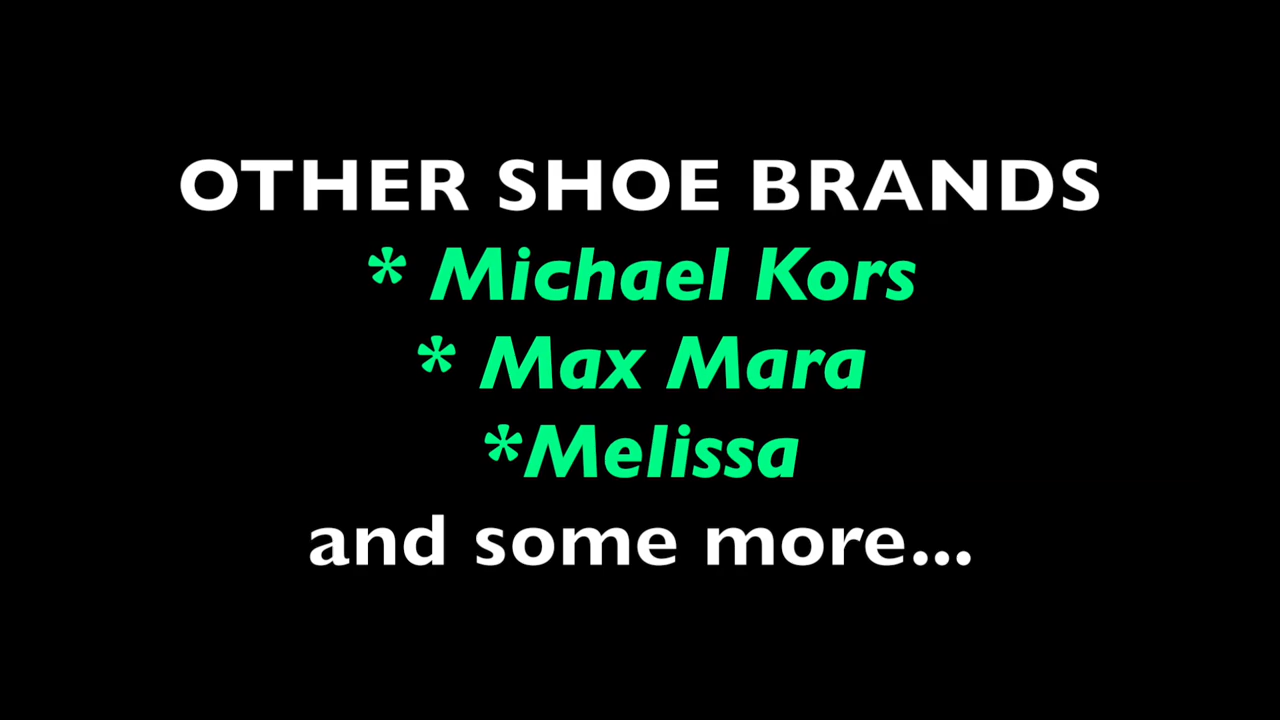 OTHER SHOE BRANDS
* Michael Kors
* Max Mara
*Melissa
and some more...